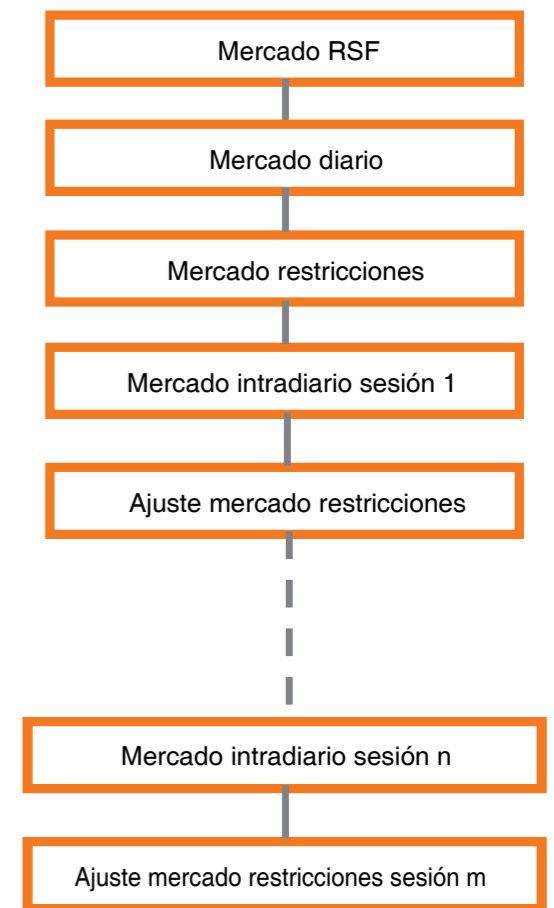 Mercado RSF
Mercado diario
Mercado restricciones
Mercado intradiario sesión 1
Ajuste mercado restricciones
Mercado intradiario sesión n
Ajuste mercado restricciones sesión m